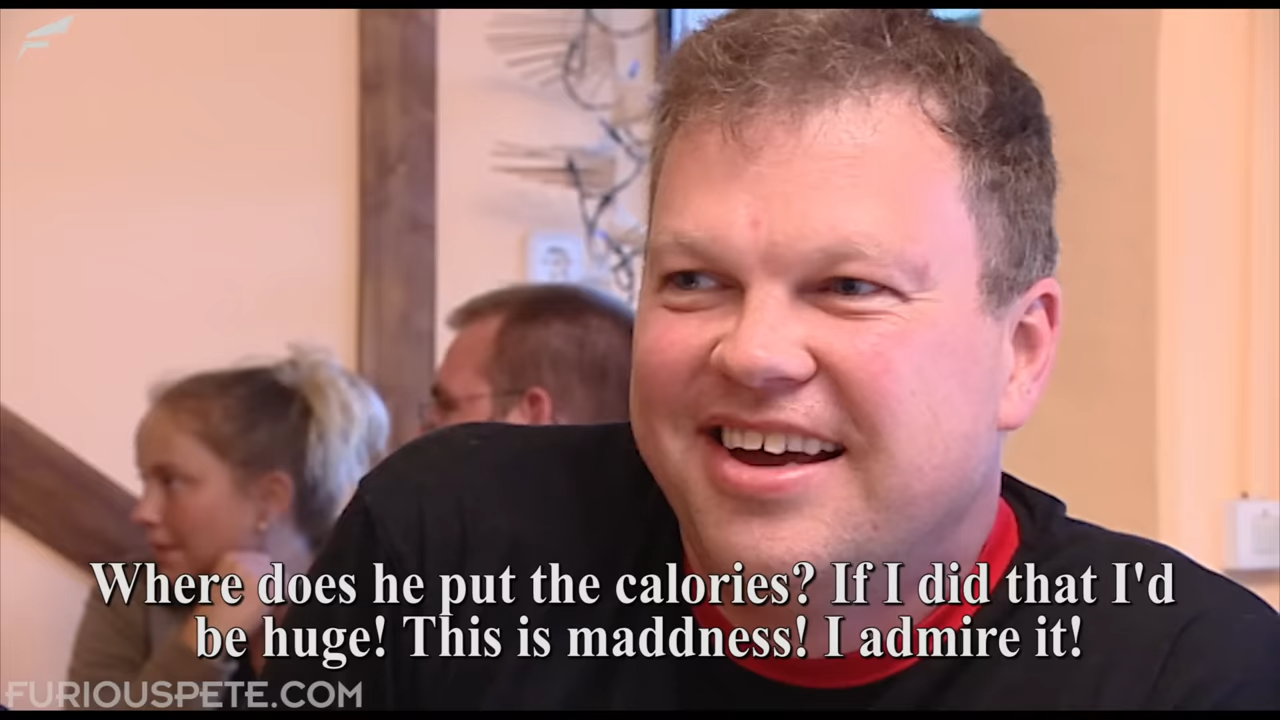 Where does he put the calories? If I did that I'd
be huge! This is maddness! I admire it!
FURIOUSPETE.COM